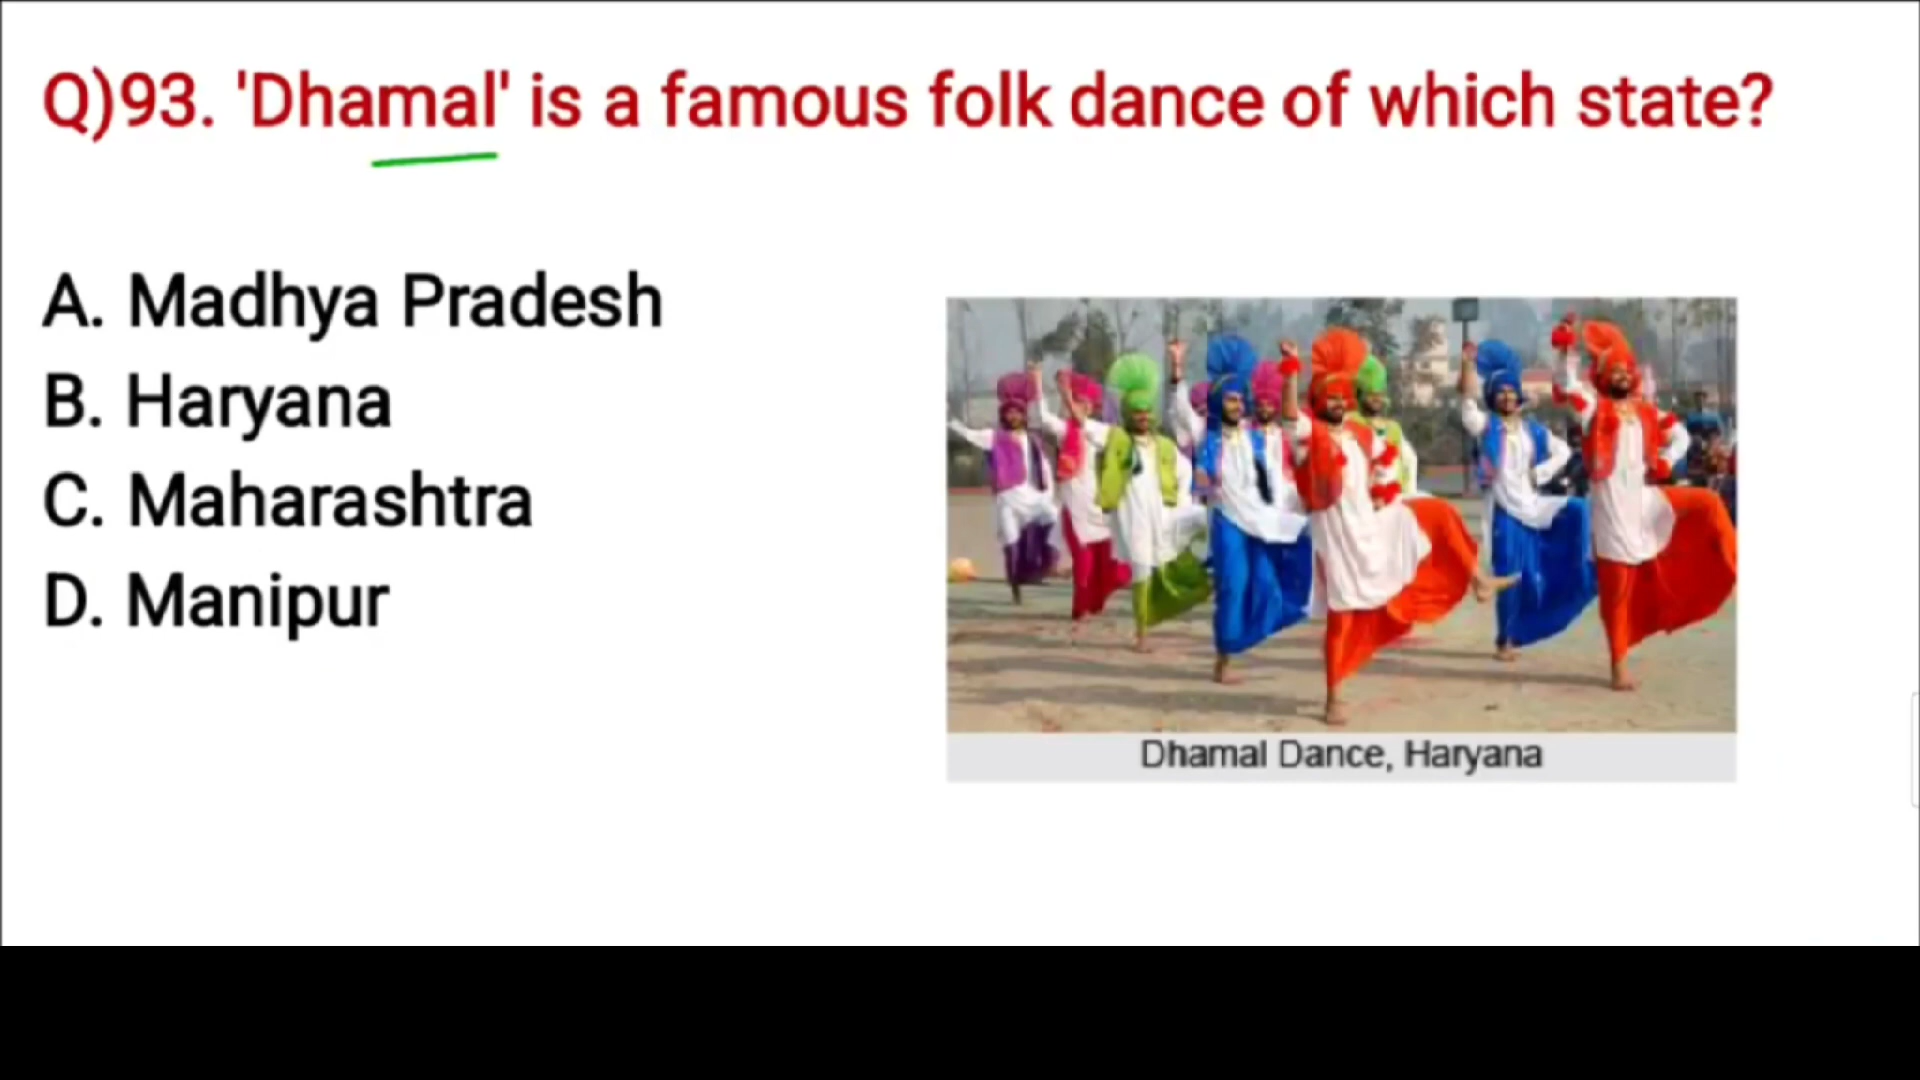 Q)93. 'Dhamal' is a famous folk dance of which state?
A. Madhya Pradesh
B. Haryana
C. Maharashtra
D. Manipur
Dhamal Dance, Haryana